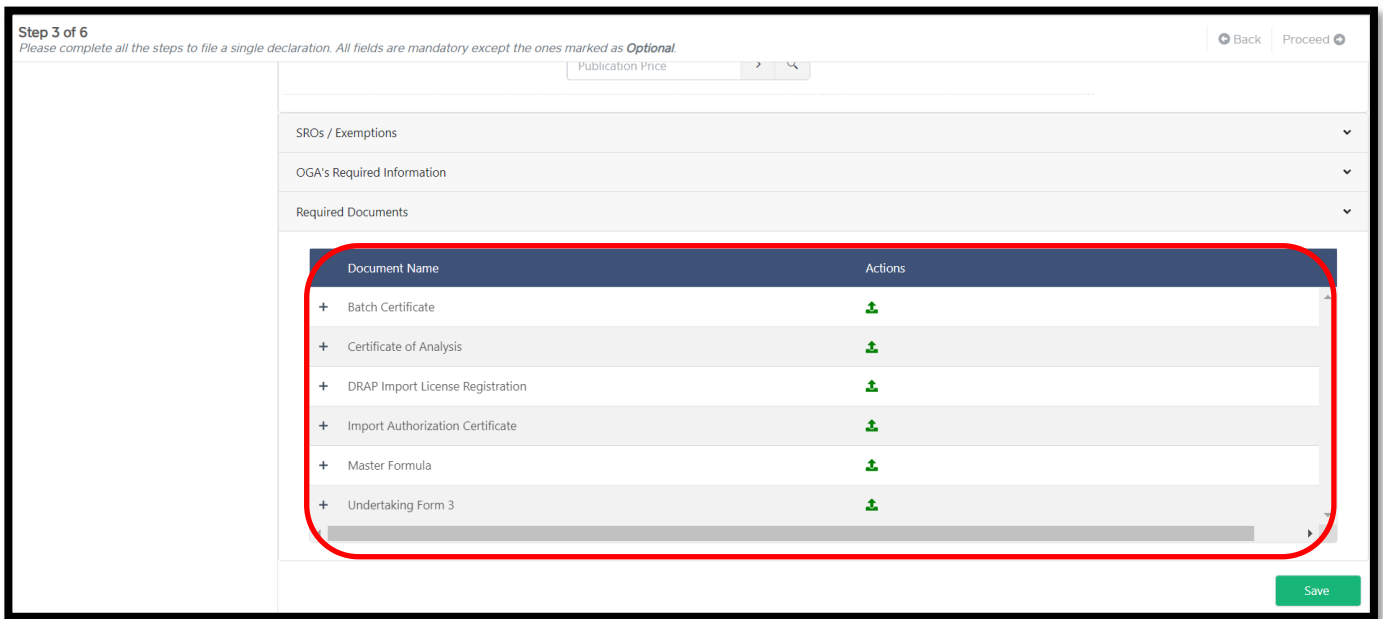 Step 3 of 6
Please complete all the steps to file a single declaration. All fields are mandatory except the ones marked as Optional.
Back Proceed
Publication Price
SROs / Exemptions
OGA's Required Information
Required Documents
Document Name Actions
+ Batch Certificate
+ Certificate of Analysis
+ DRAP Import License Registration
+ Import Authorization Certificate
+ Master Formula
+ Undertaking Form 3
Save